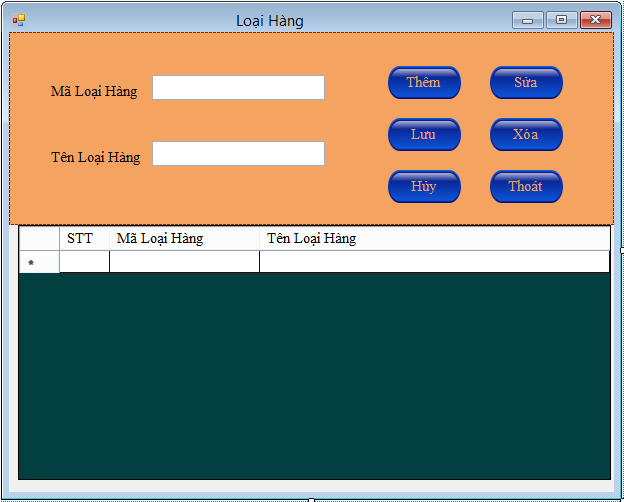 Loại Hàng
Mã Loại Hàng
Thêm
Sửa
Lưu
Xóa
Tên Loại Hàng
Hủy
Thoát
STT Mã Loại Hàng Tên Loại Hàng
*